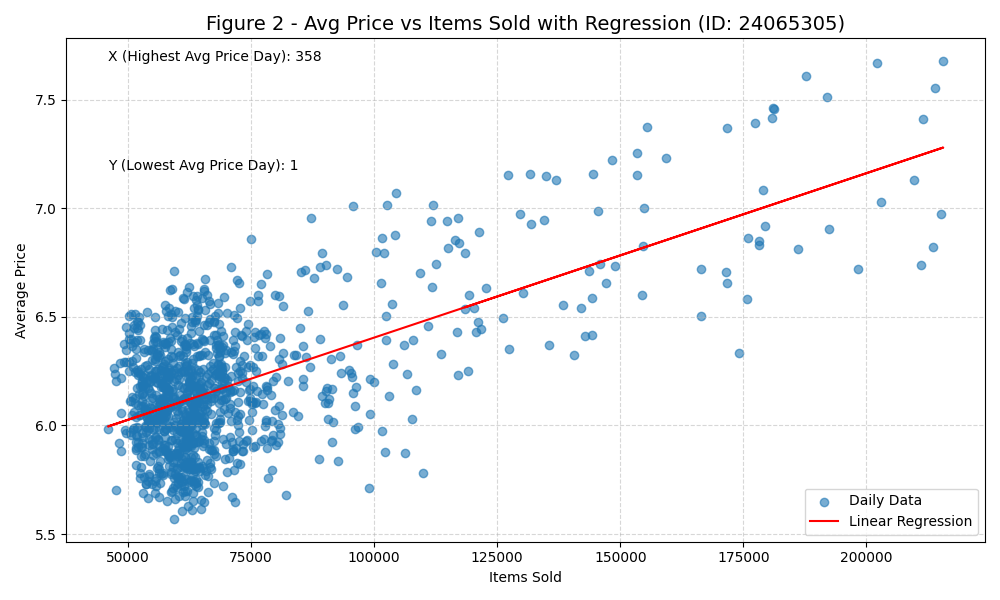 Figure 2 - Avg Price vs Items Sold with Regression (ID: 24065305)
X (Highest Avg Price Day): 358
Y (Lowest Avg Price Day): 1
Average Price
7.5
7.0
6.5
6.0
5.5
50000 75000 100000 125000 150000 175000 200000
Items Sold
Daily Data
Linear Regression